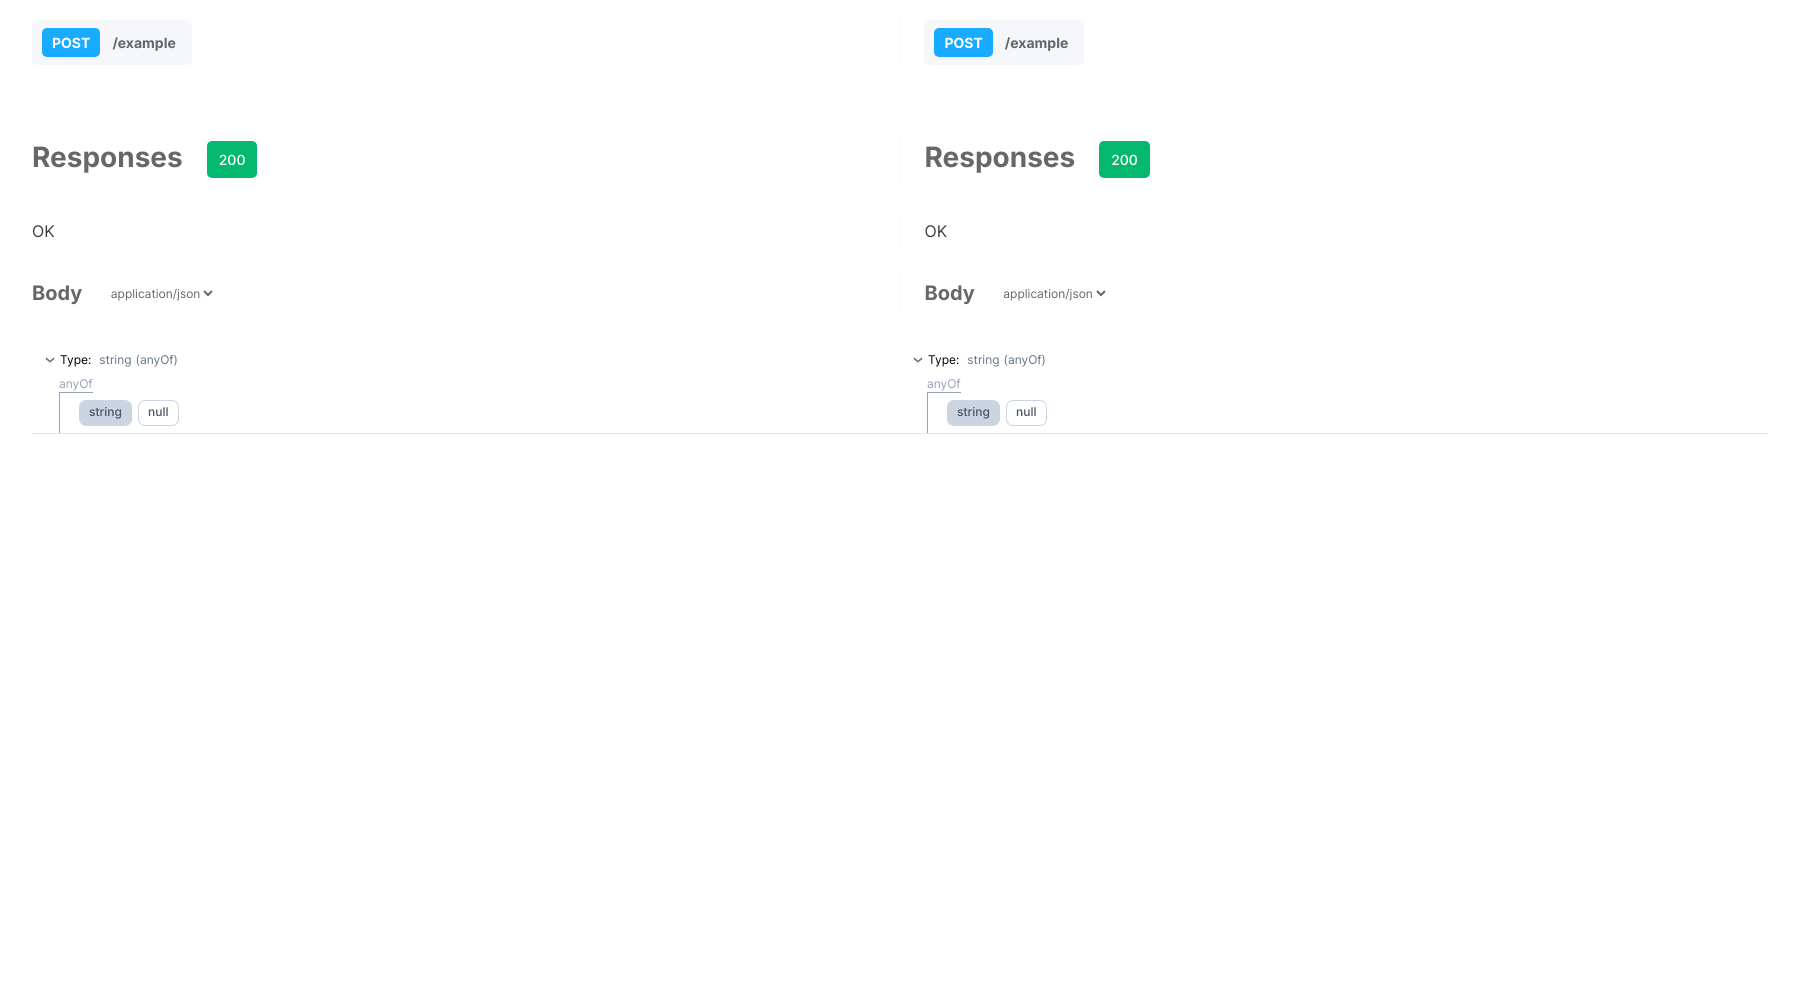 POST /example
POST /example
Responses 200
Responses 200
OK
OK
Body application/json
Body application/json
Type: string (anyOf)
Type: string (anyOf)
anyOf
anyOf
string null
string null